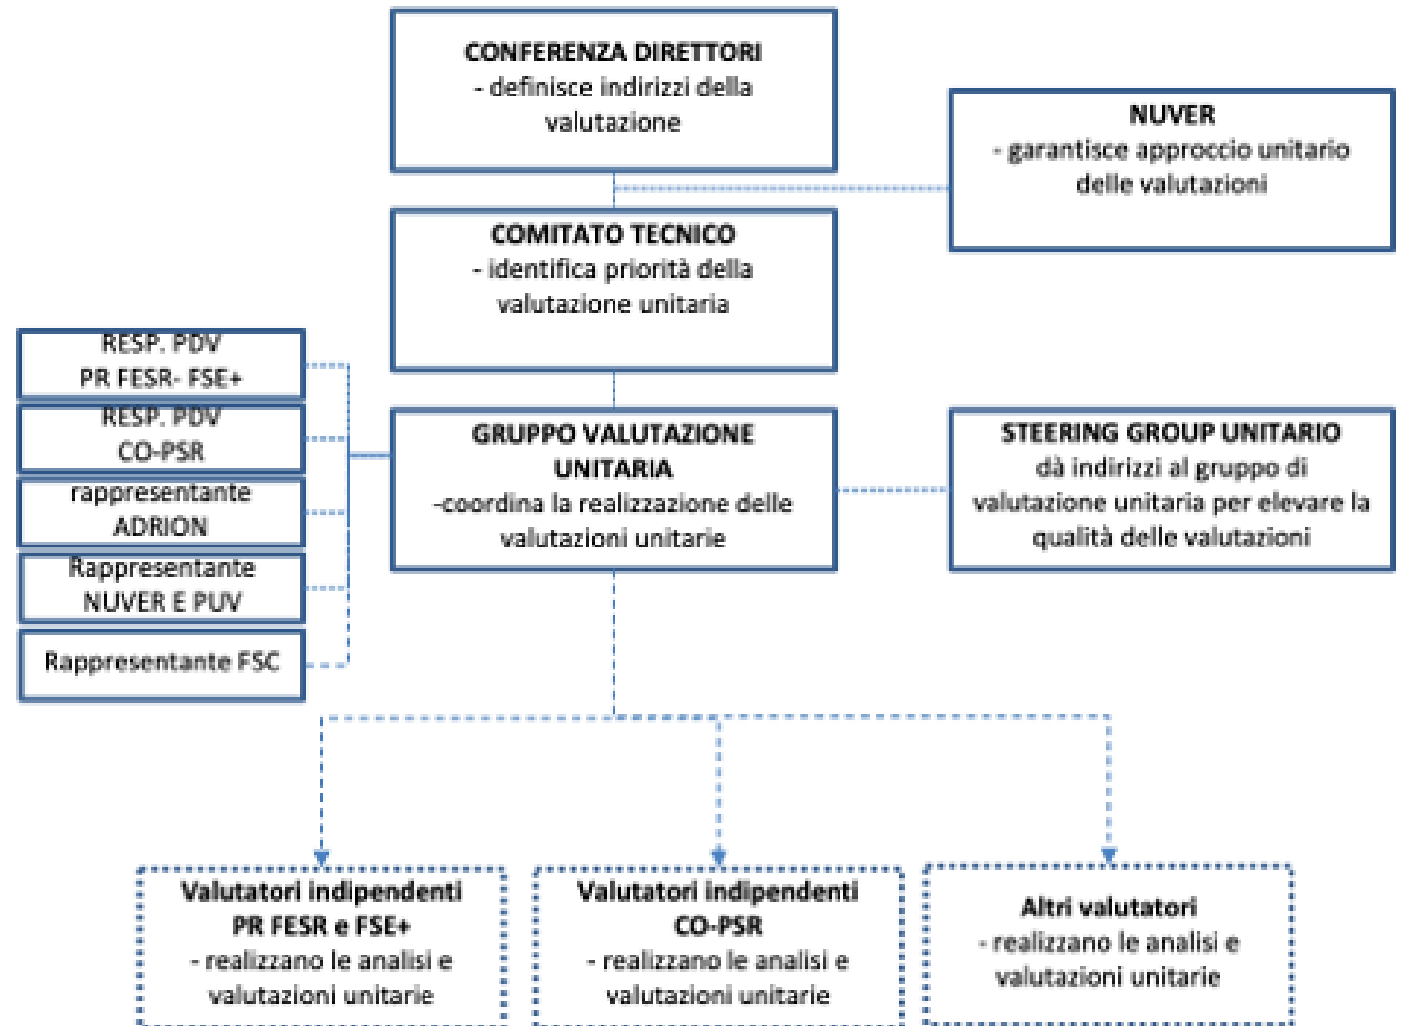 CONFERENZA DIRETTORI
- definisce indirizzi della
valutazione
NUVER
- garantisce approccio unitario
delle valutazioni
COMITATO TECNICO
- identifica priorità della
valutazione unitaria
RESP. PDV
PR FESR- FSE+
RESP. PDV
CO-PSR
rappresentante
ADRION
Rappresentante
NUVER E PUV
Rappresentante FSC
GRUPPO VALUTAZIONE
UNITARIA
-coordina la realizzazione delle
valutazioni unitarie
STEERING GROUP UNITARIO
dà indirizzi al gruppo di
valutazione unitaria per elevare la
qualità delle valutazioni
Valutatori indipendenti
PR FESR e FSE+
- realizzano le analisi e
valutazioni unitarie
Valutatori indipendenti
CO-PSR
- realizzano le analisi e
valutazioni unitarie
Altri valutatori
- realizzano le analisi e
valutazioni unitarie